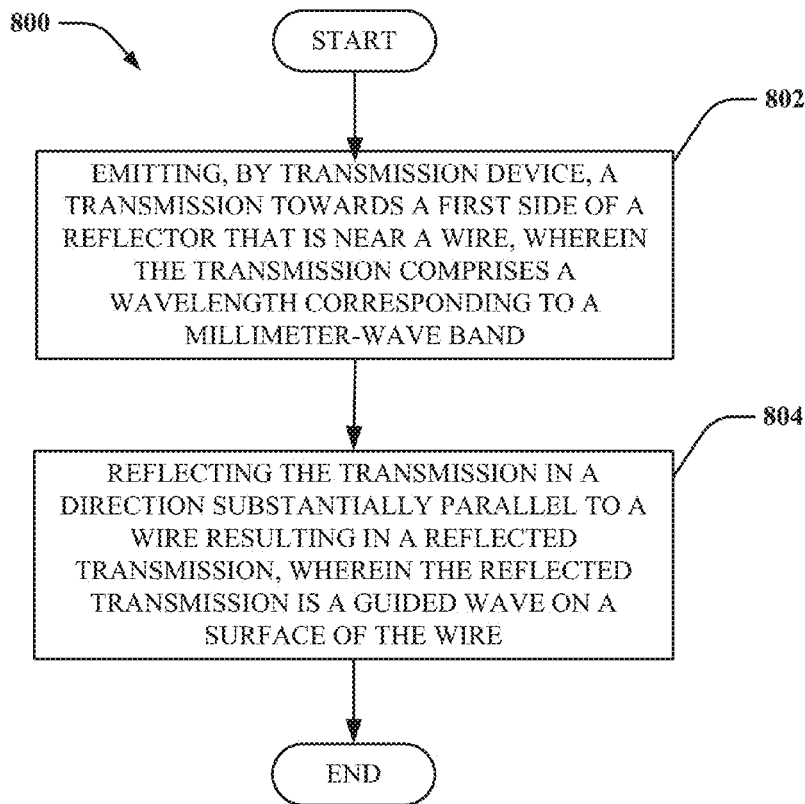 800
START
802
EMITTING, BY TRANSMISSION DEVICE, A
TRANSMISSION TOWARDS A FIRST SIDE OF A
REFLECTOR THAT IS NEAR A WIRE, WHEREIN
THE TRANSMISSION COMPRISES A
WAVELENGTH CORRESPONDING TO A
MILLIMETER-WAVE BAND
804
REFLECTING THE TRANSMISSION IN A
DIRECTION SUBSTANTIALLY PARALLEL TO A
WIRE RESULTING IN A REFLECTED
TRANSMISSION, WHEREIN THE REFLECTED
TRANSMISSION IS A GUIDED WAVE ON A
SURFACE OF THE WIRE
END